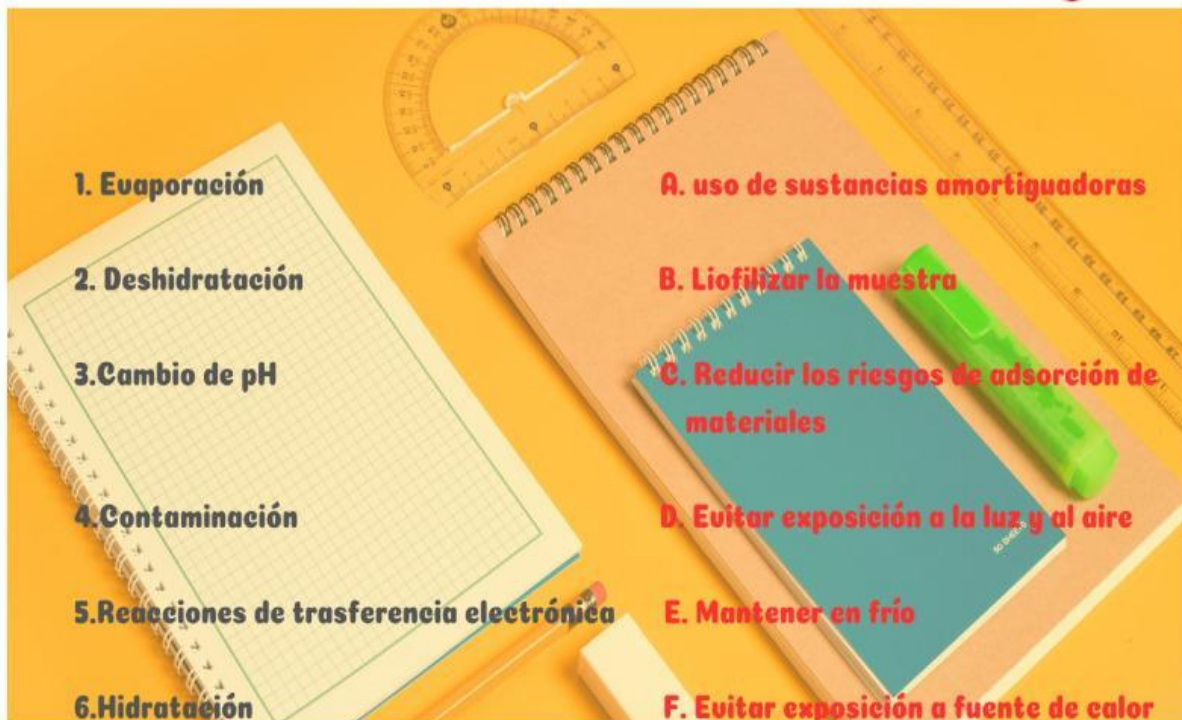 1. Evaporación
A. uso de sustancias amortiguadoras
2. Deshidratación
B. Liofilizar la muestra
3.Cambio de pH
C. Reducir los riesgos de adsorción de
materiales
4.Contaminación
D. Evitar exposición a la luz y al aire
5.Reacciones de trasferencia electrónica
E. Mantener en frío
6.Hidratación
F. Evitar exposición a fuente de calor